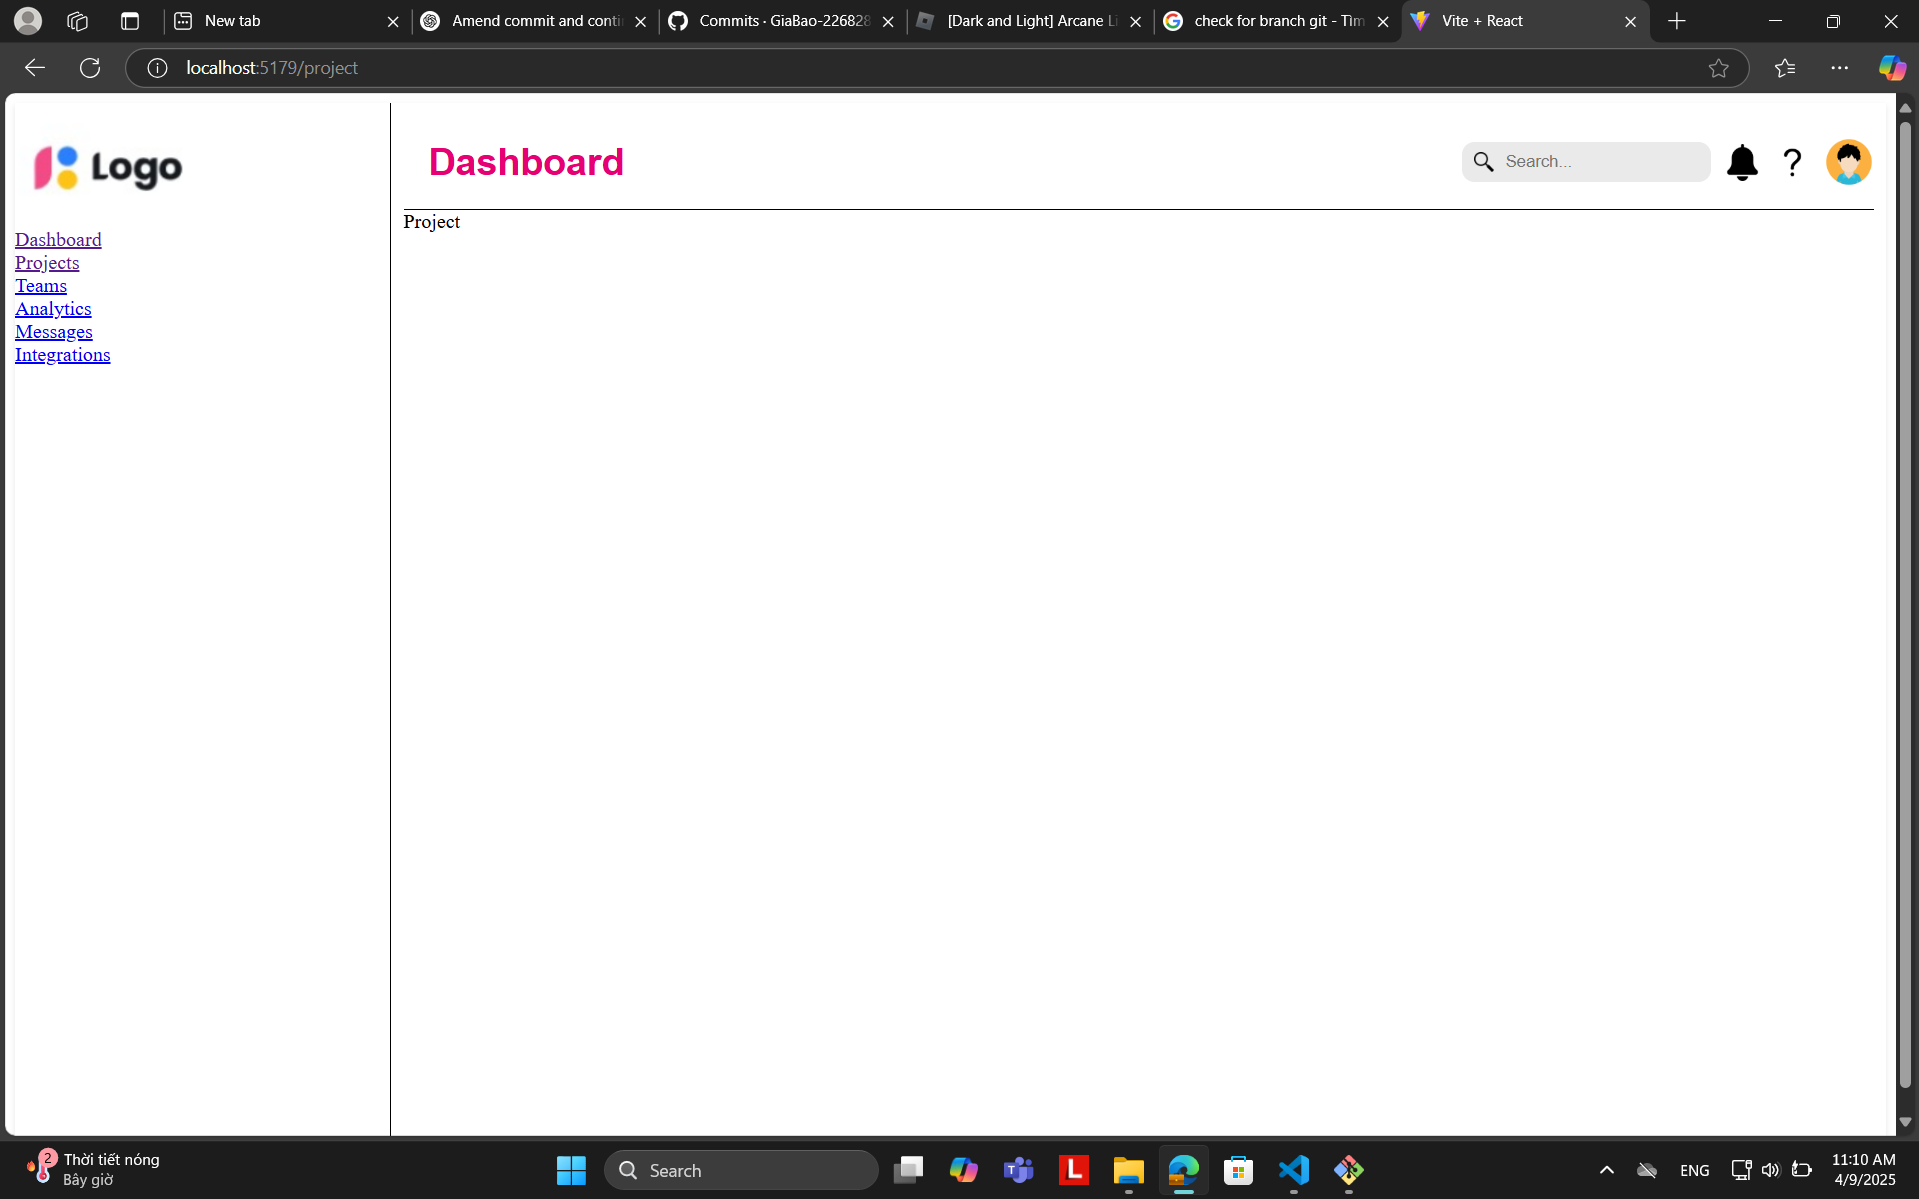 New tab
Amend commit and conti
Commits · GiaBao-226828
[Dark and Light] Arcane Li
check for branch git - Tìm
Vite + React
localhost:5179/project
Logo
Dashboard
Search...
?
Project
Dashboard
Projects
Teams
Analytics
Messages
Integrations
2
Thời tiết nóng
Bây giờ
Search
T
L
ENG
11:10 AM
4/9/2025